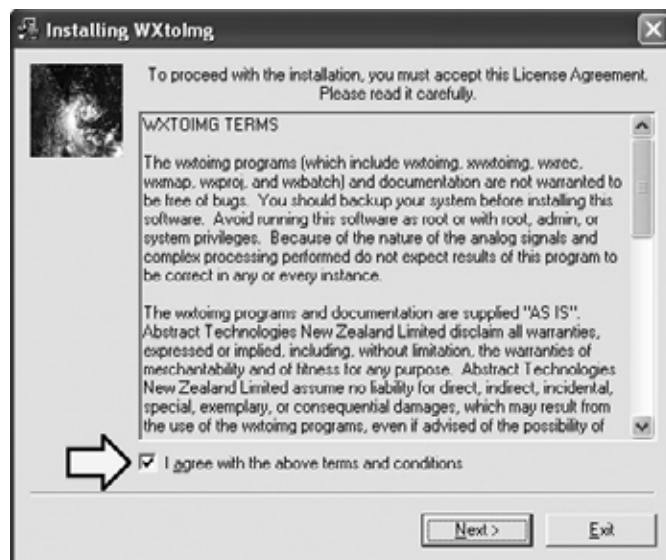 Installing WXtoImg
To proceed with the installation, you must accept this License Agreement.
Please read it carefully.
WXTOIMG TERMS
The wxtoimg programs (which include wxtoimg, xwxtoimg, wxrec,
wxmap, wxproj, and wxbatch) and documentation are not warranted to
be free of bugs.  You should backup your system before installing this
software.  Avoid running this software as root or with root, admin, or
system privileges.  Because of the nature of the analog signals and
complex processing performed do not expect results of this program to
be correct in any or every instance.
The wxtoimg programs and documentation are supplied "AS IS".
Abstract Technologies New Zealand Limited disclaim all warranties,
expressed or implied, including, without limitation, the warranties of
merchantability and of fitness for any purpose.  Abstract Technologies
New Zealand Limited assume no liability for direct, indirect, incidental,
special, exemplary, or consequential damages, which may result from
the use of the wxtoimg programs, even if advised of the possibility of
I agree with the above terms and conditions
Next > Exit